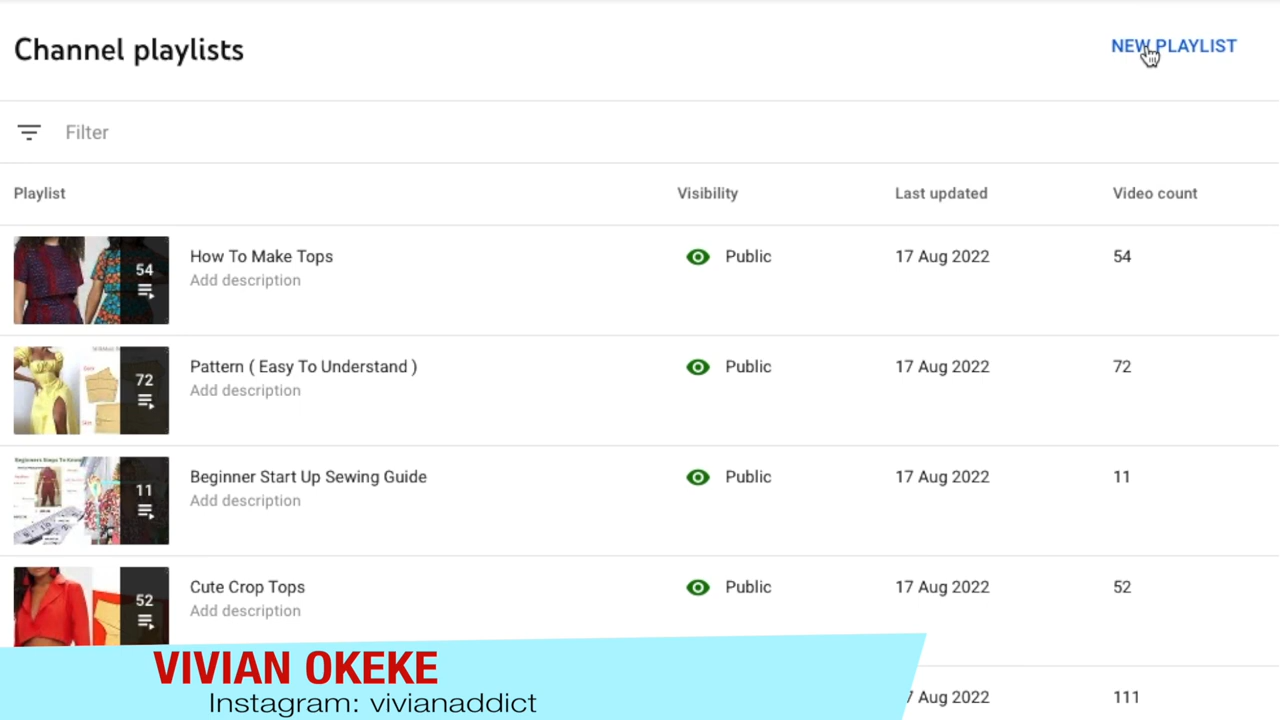 Channel playlists
NEW PLAYLIST
Filter
Playlist Visibility Last updated Video count
54
How To Make Tops Public 17 Aug 2022 54
Add description
72
Pattern ( Easy To Understand ) Public 17 Aug 2022 72
Add description
11
Beginner Start Up Sewing Guide Public 17 Aug 2022 11
Add description
52
Cute Crop Tops Public 17 Aug 2022 52
Add description
7 Aug 2022 111
VIVIAN OKEKE
Instagram: vivianaddict